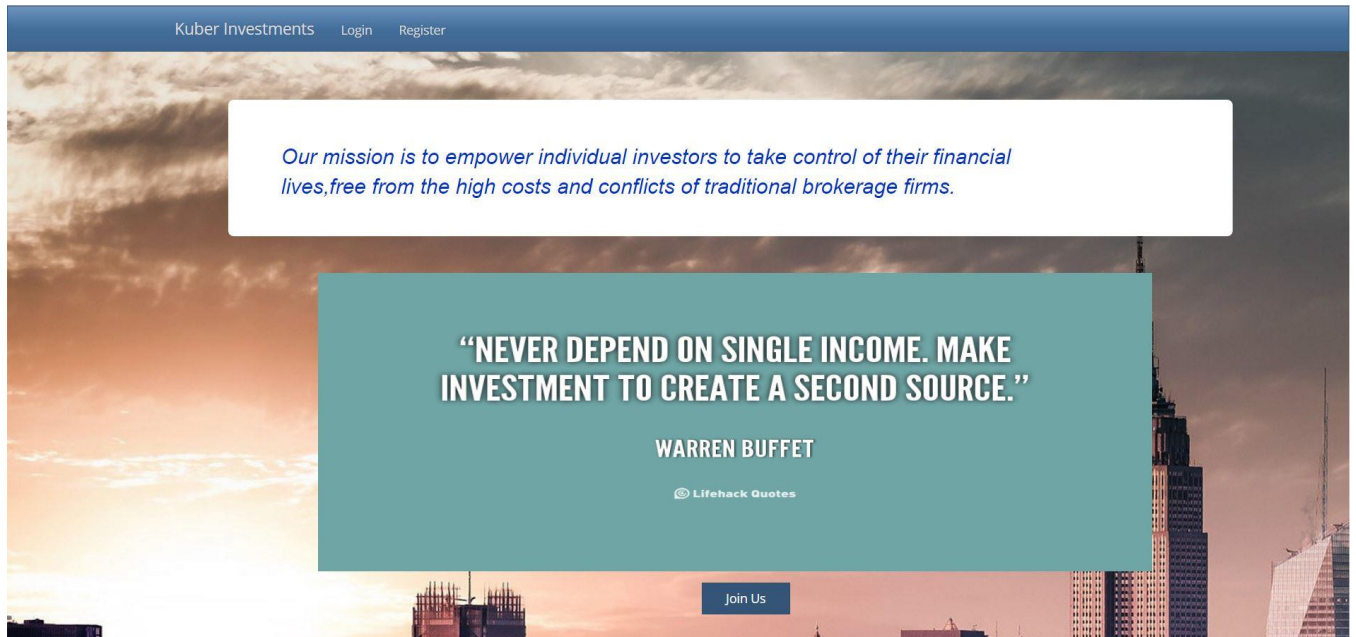 Kuber Investments Login Register
Our mission is to empower individual investors to take control of their financial
lives,free from the high costs and conflicts of traditional brokerage firms.
“NEVER DEPEND ON SINGLE INCOME. MAKE
INVESTMENT TO CREATE A SECOND SOURCE.”
WARREN BUFFET
Lifehack Quotes
Join Us